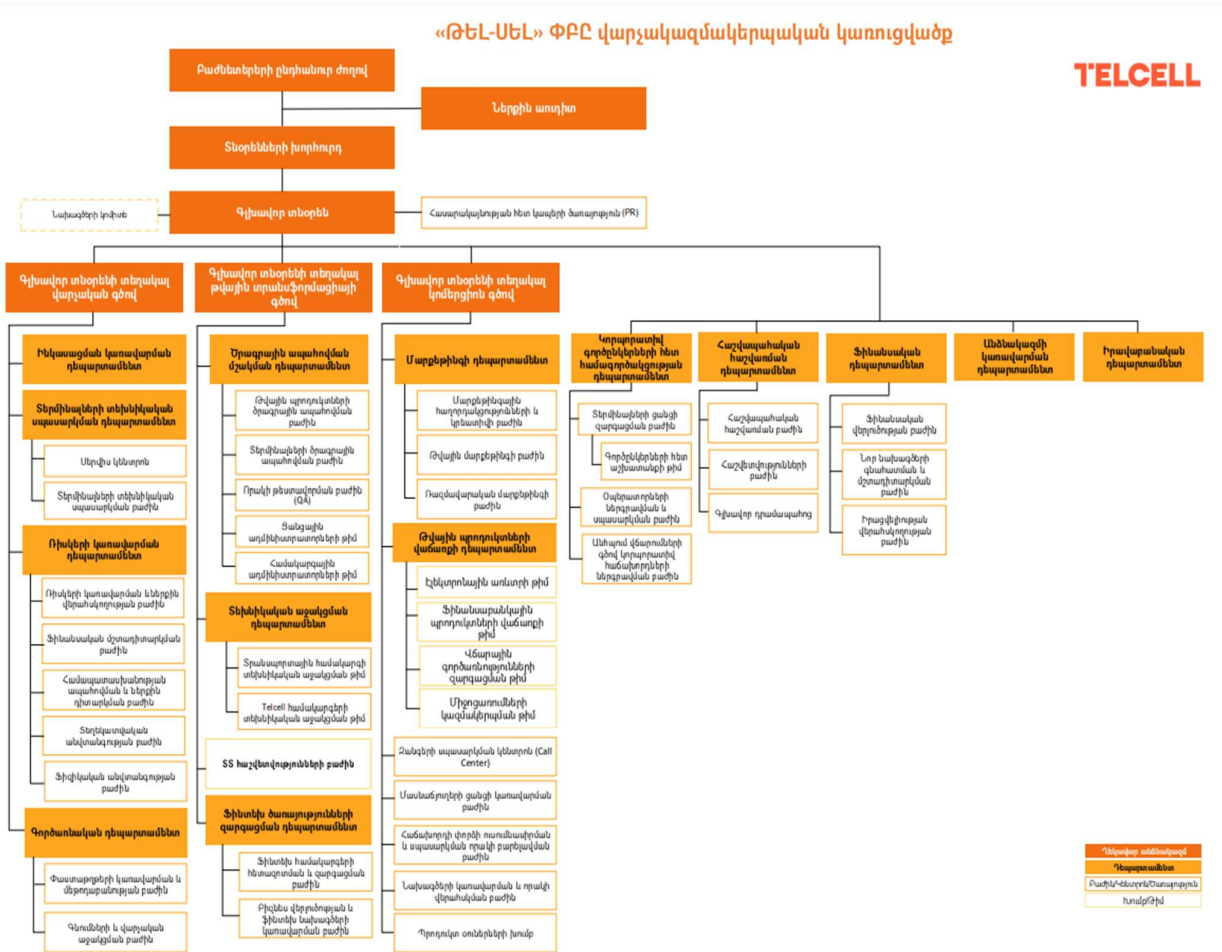 «ԹԵԼ-ՍԵԼ» ՓԲԸ վարչակազմակերպական կառուցվածք
TELCELL
Բաժնետերերի ընդհանուր ժողով
Ներքին աուդիտ
Տնօրենների խորհուրդ
Նախագծերի կոմիտե
Գլխավոր տնօրեն
Հասարակայնության հետ կապերի ծառայություն (PR)
Գլխավոր տնօրենի տեղակալ
վարչական գծով
Ինկասացման կառավարման
դեպարտամենտ
Տերմինալների տեխնիկական
սպասարկման դեպարտամենտ
Սերվիս կենտրոն
Տերմինալների տեխնիկական
սպասարկման բաժին
Ռիսկերի կառավարման
դեպարտամենտ
Ռիսկերի կառավարման ևներքին
վերահսկողության բաժին
Ֆինանսական մշտադիտարկման
բաժին
Համապատասխանության
ապահովման և ներքին
դիտարկման բաժին
Տեղեկատվական
անվտանգության բաժին
Ֆիզիկական անվտանգության բաժին
Գործառնական դեպարտամենտ
Փաստաթղթերի կառավարման և
մեթոդաբանության բաժին
Գնումների և վարչական
աջակցման բաժին
Գլխավոր տնօրենի տեղակալ
թվային տրանսֆորմացիայի
գծով
Ծրագրային ապահովման
մշակման դեպարտամենտ
Թվային պրոդուկտների
ծրագրային ապահովման
բաժին
Տերմինալների ծրագրային
ապահովման բաժին
Որակի թեստավորման բաժին
(QA)
Ցանցային
ադմինիստրատորների թիմ
Համակարգային
ադմինիստրատորների թիմ
Տեխնիկական աջակցման
դեպարտամենտ
Տրանսպորտային համակարգի
տեխնիկական աջակցման թիմ
Telcell համակարգերի
տեխնիկական աջակցման թիմ
SS հաշվետվությունների բաժին
Ֆինտեխ ծառայությունների
զարգացման դեպարտամենտ
Ֆինտեխ համակարգերի
հետազոտման և զարգացման
բաժին
Բիզնես վերլուծության և
ֆինտեխ նախագծերի
կառավարման բաժին
Գլխավոր տնօրենի տեղակալ
կոմերցիոն գծով
Մարքեթինգի դեպարտամենտ
Մարքեթինգային
հաղորդակցությունների և
կրեատիվի բաժին
Թվային մարքեթինգի բաժին
Ռազմավարական մարքեթինգի
բաժին
Թվային պրոդուկտների
վաճառքի դեպարտամենտ
Էլեկտրոնային առևտրի թիմ
Ֆինանսաբանկային
պրոդուկտների վաճառքի
թիմ
Վճարային
գործառնությունների
զարգացման թիմ
Միջոցառումների
կազմակերպման թիմ
Զանգերի սպասարկման կենտրոն (Call
Center)
Մասնաճյուղերի ցանցի կառավարման
բաժին
Հաճախորդի փորձի ուսումնասիրման
և սպասարկման որակի բարելավման
բաժին
Նախագծերի կառավարման և որակի
վերահսկման բաժին
Պրոդուկտ օուներների խումբ
Կորպորատիվ
գործընկերների հետ
համագործակցության
դեպարտամենտ
Տերմինալների ցանցի
զարգացման բաժին
Գործընկերների հետ
աշխատանքի թիմ
Օպերատորների
ներգրավման և
սպասարկման բաժին
Անհպում վճարումների
գծով կորպորատիվ
հաճախորդների
ներգրավման բաժին
Հաշվապահական
հաշվառման
դեպարտամենտ
Հաշվապահական
հաշվառման բաժին
Հաշվետվությունների
բաժին
Գլխավոր դրամապահոց
Ֆինանսական
դեպարտամենտ
Ֆինանսական
վերլուծության բաժին
Նոր նախագծերի
գնահատման և
մշտադիտարկման
բաժին
Իրացվելիության
վերահսկողության
բաժին
Անձնակազմի
կառավարման
դեպարտամենտ
Իրավաբանական
դեպարտամենտ
Ղեկավար անձնակազմ
Դեպարտամենտ
Բաժին/Կենտրոն/Ծառայություն
Խումբ/Թիմ